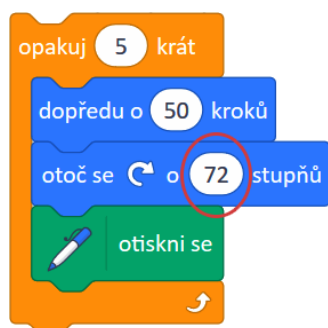 opakuj 5 krát
dopředu o 50 kroků
otoč se o 72 stupňů
otiskni se